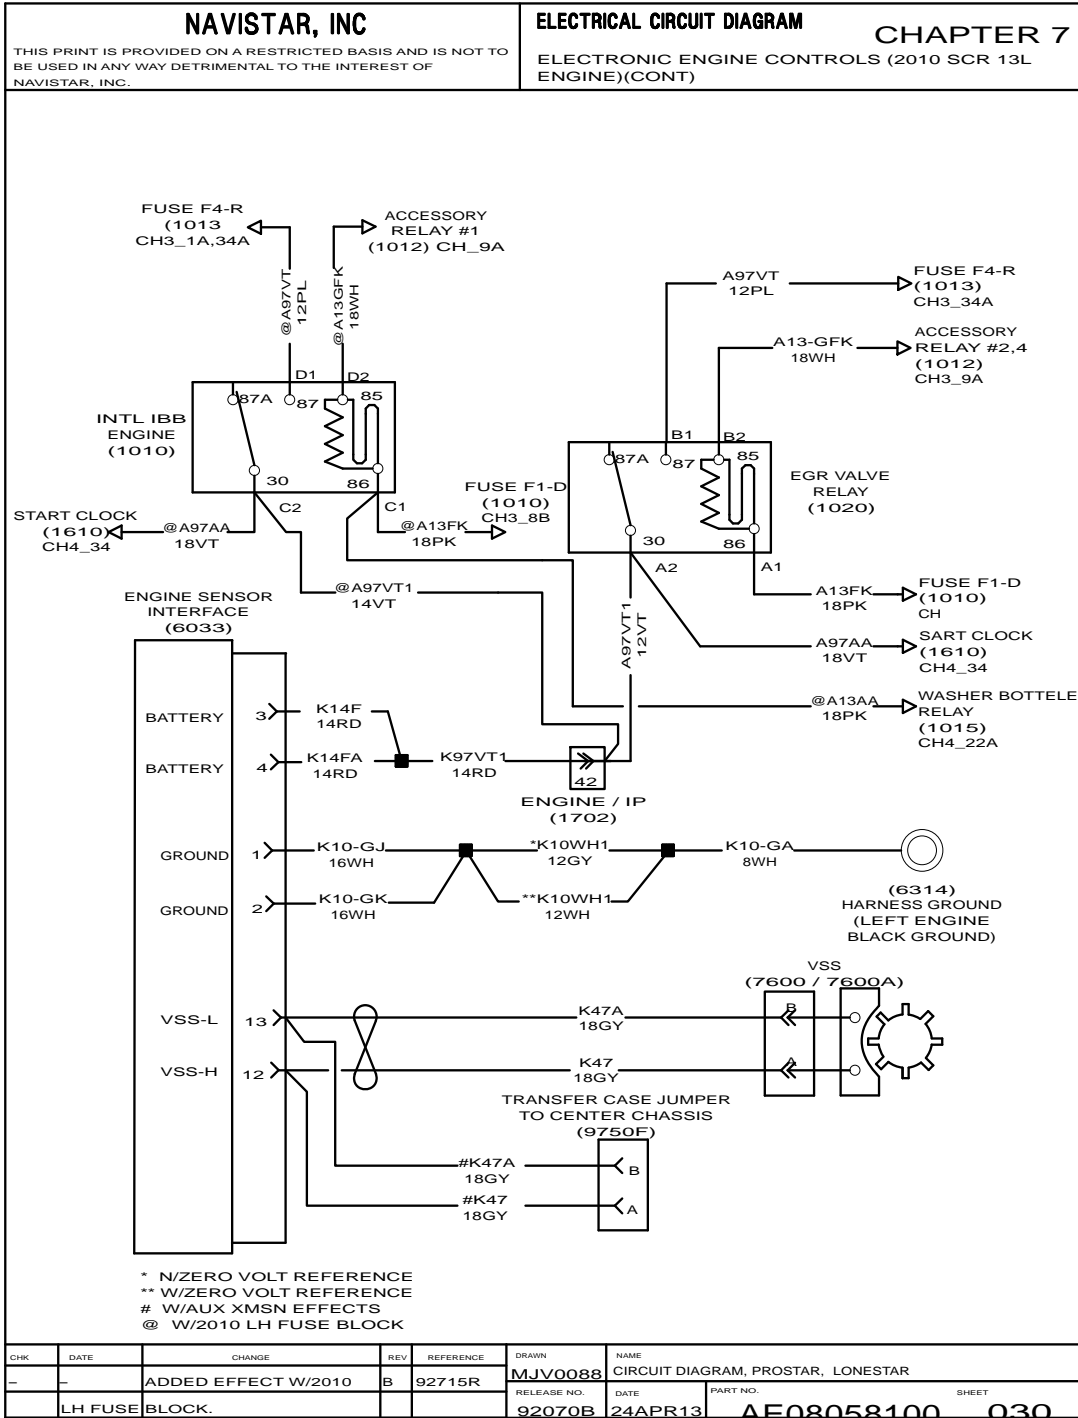 NAVISTAR, INC
THIS PRINT IS PROVIDED ON A RESTRICTED BASIS AND IS NOT TO
BE USED IN ANY WAY DETRIMENTAL TO THE INTEREST OF
NAVISTAR, INC.
ELECTRICAL CIRCUIT DIAGRAM
CHAPTER 7
ELECTRONIC ENGINE CONTROLS (2010 SCR 13L
ENGINE)(CONT)
FUSE F4-R
(1013
CH3_1A,34A
ACCESSORY
RELAY #1
(1012) CH_9A
@A97VT
12PL
@A13GFK
18WH
D1
D2
87A
87
85
30
86
INTL IBB
ENGINE
(1010)
C2
C1
START CLOCK
(1610)
CH4_34
@A97AA
18VT
@A13FK
18PK
FUSE F1-D
(1010)
CH3_8B
@A97VT1
14VT
A97VT
12PL
FUSE F4-R
(1013)
CH3_34A
A13-GFK
18WH
ACCESSORY
RELAY #2,4
(1012)
CH3_9A
B1
B2
87A
87
85
30
86
EGR VALVE
RELAY
(1020)
A2
A1
A97VT1
12VT
A13FK
18PK
FUSE F1-D
(1010)
CH
A97AA
18VT
SART CLOCK
(1610)
CH4_34
@A13AA
18PK
WASHER BOTTELE
RELAY
(1015)
CH4_22A
ENGINE SENSOR
INTERFACE
(6033)
BATTERY
3
K14F
14RD
BATTERY
4
K14FA
14RD
K97VT1
14RD
42
ENGINE / IP
(1702)
GROUND
1
K10-GJ
16WH
*K10WH1
12GY
K10-GA
8WH
GROUND
2
K10-GK
16WH
**K10WH1
12WH
(6314)
HARNESS GROUND
(LEFT ENGINE
BLACK GROUND)
VSS
(7600 / 7600A)
VSS-L
13
K47A
18GY
B
VSS-H
12
K47
18GY
A
TRANSFER CASE JUMPER
TO CENTER CHASSIS
(9750F)
#K47A
18GY
B
#K47
18GY
A
* N/ZERO VOLT REFERENCE
** W/ZERO VOLT REFERENCE
# W/AUX XMSN EFFECTS
@ W/2010 LH FUSE BLOCK
CHK DATE CHANGE REV REFERENCE
– – ADDED EFFECT W/2010 B 92715R
LH FUSE BLOCK.
DRAWN
MJV0088
NAME
CIRCUIT DIAGRAM, PROSTAR, LONESTAR
RELEASE NO.
92070B
DATE
24APR13
PART NO.
AE08058100
SHEET
030